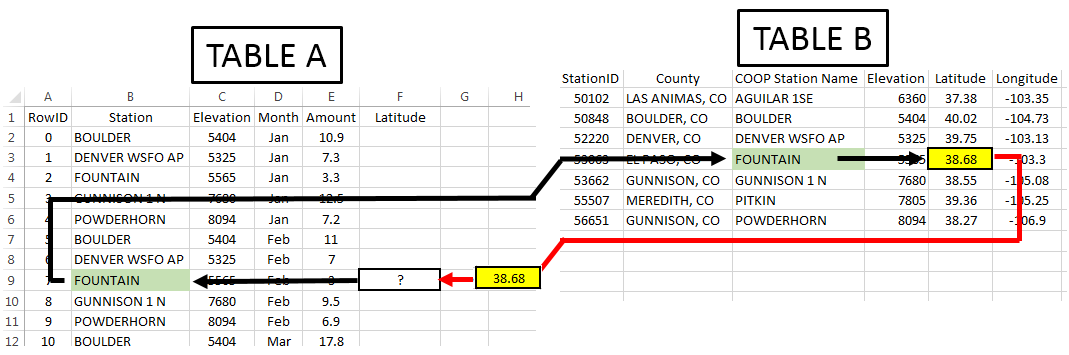 TABLE A
A B C D E F G H
1 RowID Station Elevation Month Amount Latitude
2 0 BOULDER 5404 Jan 10.9
3 1 DENVER WSFO AP 5325 Jan 7.3
4 2 FOUNTAIN 5565 Jan 3.3
5 3 GUNNISON 1 N 7680 Jan 12.5
6 4 POWDERHORN 8094 Jan 7.2
7 5 BOULDER 5404 Feb 11
8 6 DENVER WSFO AP 5325 Feb 7
9 7 FOUNTAIN 5565 Feb 3 ? 38.68
10 8 GUNNISON 1 N 7680 Feb 9.5
11 9 POWDERHORN 8094 Feb 6.9
12 10 BOULDER 5404 Mar 17.8
TABLE B
StationID County COOP Station Name Elevation Latitude Longitude
50102 LAS ANIMAS, CO AGUILAR 1SE 6360 37.38 -103.35
50848 BOULDER, CO BOULDER 5404 40.02 -104.73
52220 DENVER, CO DENVER WSFO AP 5325 39.75 -103.13
EL PASO, CO FOUNTAIN 38.68 -103.3
53662 GUNNISON, CO GUNNISON 1 N 7680 38.55 -105.08
55507 MEREDITH, CO PITKIN 7805 39.36 -105.25
56651 GUNNISON, CO POWDERHORN 8094 38.27 -106.9